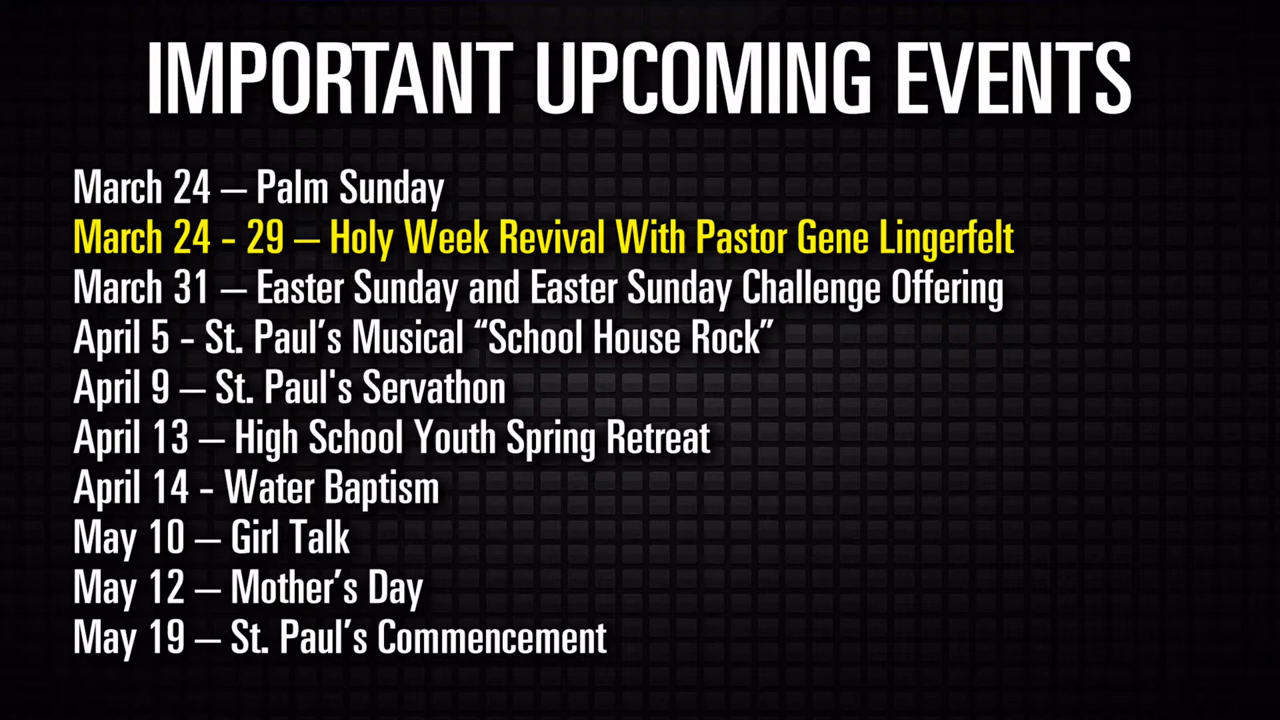 IMPORTANT UPCOMING EVENTS
March 24 – Palm Sunday
March 24 - 29 – Holy Week Revival With Pastor Gene Lingerfelt
March 31 – Easter Sunday and Easter Sunday Challenge Offering
April 5 - St. Paul’s Musical “School House Rock”
April 9 – St. Paul's Servathon
April 13 – High School Youth Spring Retreat
April 14 - Water Baptism
May 10 – Girl Talk
May 12 – Mother’s Day
May 19 – St. Paul’s Commencement